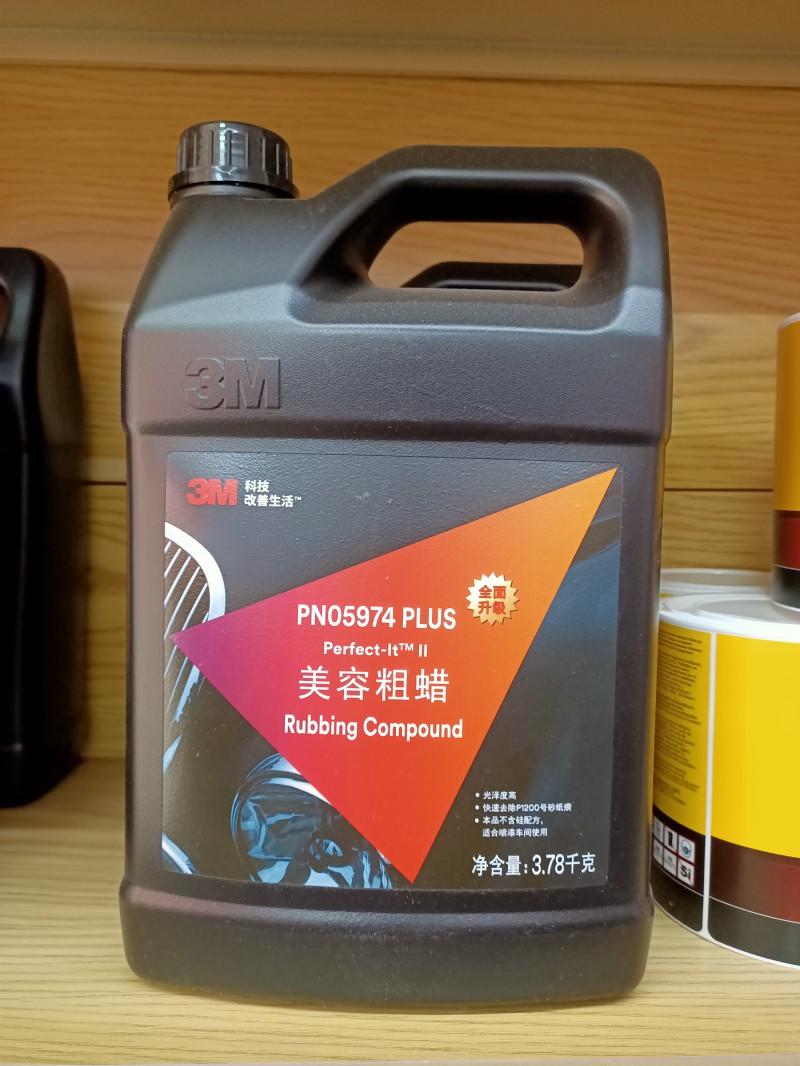 3M
3M 科技
改善生活™
全面
升级
PN05974 PLUS
Perfect-It™ II
美容粗蜡
Rubbing Compound
• 光泽度高
• 快速去除P1200号砂纸痕
• 本品不含硅配方,
适合喷漆车间使用
净含量:3.78千克
Si